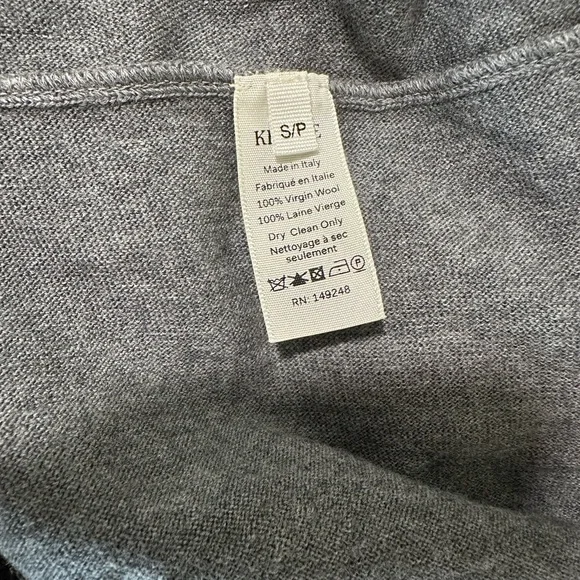 S/P
Made in Italy
Fabriqué en Italie
100% Virgin Wool
100% Laine Vierge
Dry Clean Only
Nettoyage à sec
seulement
P
RN: 149248